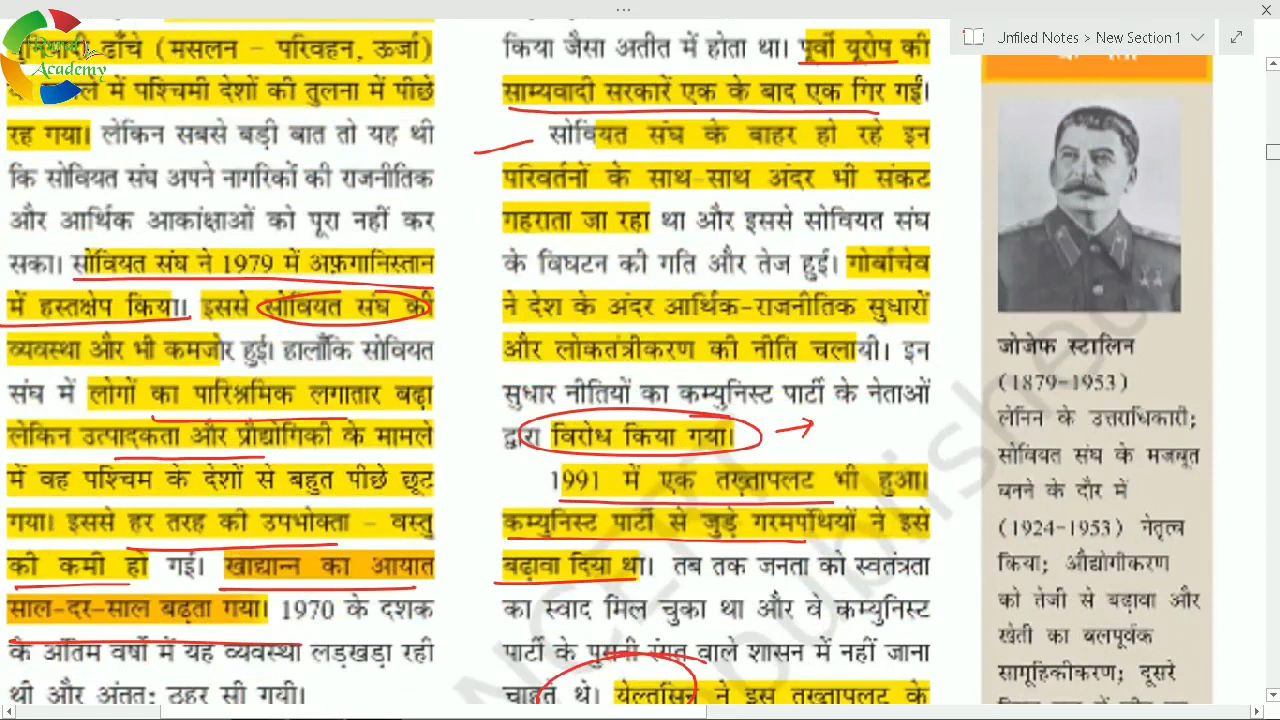 Unfilled Notes > New Section 1
Academy
ढाँचे (मसलन – परिवहन, ऊर्जा)
में पश्चिमी देशों की तुलना में पीछे
रह गया। लेकिन सबसे बड़ी बात तो यह थी
कि सोवियत संघ अपने नागरिकों की राजनीतिक
और आर्थिक आकांक्षाओं को पूरा नहीं कर
सका। सोवियत संघ ने 1979 में अफ़गानिस्तान
में हस्तक्षेप किया। इससे सोवियत संघ की
व्यवस्था और भी कमजोर हुई। हालाँकि सोवियत
संघ में लोगों का पारिश्रमिक लगातार बढ़ा
लेकिन उत्पादकता और प्रौद्योगिकी के मामले
में वह पश्चिम के देशों से बहुत पीछे छूट
गया। इससे हर तरह की उपभोक्ता – वस्तु
की कमी हो गई। खाद्यान्न का आयात
साल-दर-साल बढ़ता गया। 1970 के दशक
के अंतिम वर्षों में यह व्यवस्था लड़खड़ा रही
थी और अंतत: ठहर सी गयी।
किया जैसा अतीत में होता था। पूर्वी यूरोप की
साम्यवादी सरकारें एक के बाद एक गिर गईं।
सोवियत संघ के बाहर हो रहे इन
परिवर्तनों के साथ-साथ अंदर भी संकट
गहराता जा रहा था और इससे सोवियत संघ
के विघटन की गति और तेज हुई। गोर्बाचेव
ने देश के अंदर आर्थिक-राजनीतिक सुधारों
और लोकतंत्रीकरण की नीति चलायी। इन
सुधार नीतियों का कम्युनिस्ट पार्टी के नेताओं
द्वारा विरोध किया गया।
1991 में एक तख्तापलट भी हुआ।
कम्युनिस्ट पार्टी से जुड़े गरमपंथियों ने इसे
बढ़ावा दिया था। तब तक जनता को स्वतंत्रता
का स्वाद मिल चुका था और वे कम्युनिस्ट
पार्टी के पुरानी रंगत वाले शासन में नहीं जाना
चाहते थे। येल्तसिन ने इस तख्तापलट के
जोजेफ स्टालिन
(1879-1953)
लेनिन के उत्तराधिकारी;
सोवियत संघ के मजबूत
बनने के दौर में
(1924-1953) नेतृत्व
किया; औद्योगीकरण
को तेजी से बढ़ावा और
खेती का बलपूर्वक
सामूहिकीकरण; दूसरे